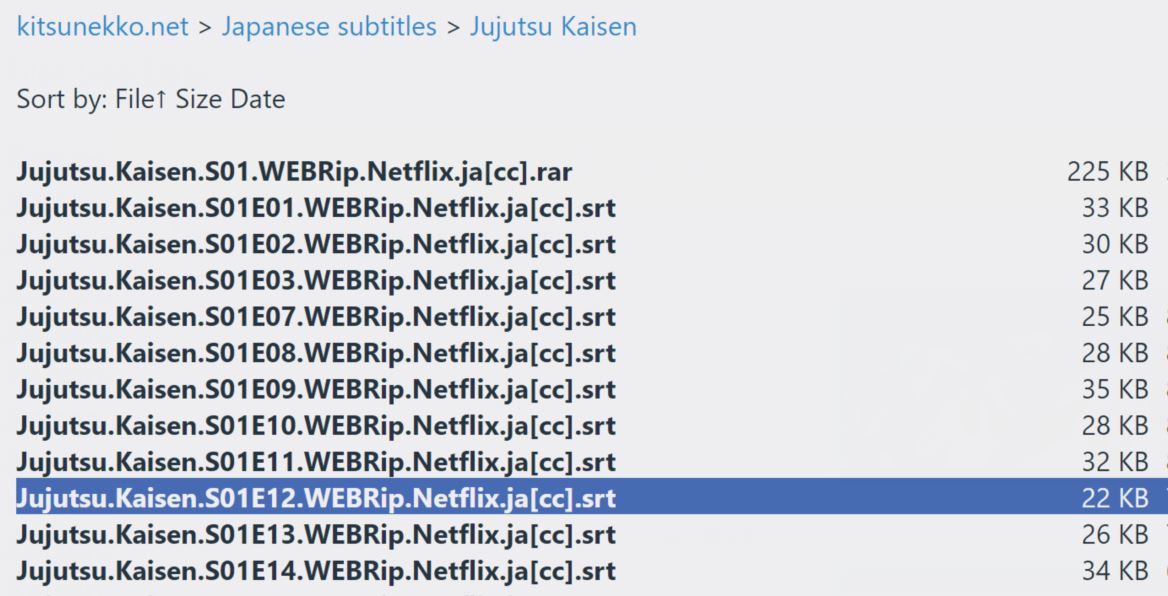 kitsunekko.net > Japanese subtitles > Jujutsu Kaisen
Sort by: File↑ Size Date
Jujutsu.Kaisen.S01.WEBRip.Netflix.ja[cc].rar 225 KB
Jujutsu.Kaisen.S01E01.WEBRip.Netflix.ja[cc].srt 33 KB
Jujutsu.Kaisen.S01E02.WEBRip.Netflix.ja[cc].srt 30 KB
Jujutsu.Kaisen.S01E03.WEBRip.Netflix.ja[cc].srt 27 KB
Jujutsu.Kaisen.S01E07.WEBRip.Netflix.ja[cc].srt 25 KB
Jujutsu.Kaisen.S01E08.WEBRip.Netflix.ja[cc].srt 28 KB
Jujutsu.Kaisen.S01E09.WEBRip.Netflix.ja[cc].srt 35 KB
Jujutsu.Kaisen.S01E10.WEBRip.Netflix.ja[cc].srt 28 KB
Jujutsu.Kaisen.S01E11.WEBRip.Netflix.ja[cc].srt 32 KB
Jujutsu.Kaisen.S01E12.WEBRip.Netflix.ja[cc].srt 22 KB
Jujutsu.Kaisen.S01E13.WEBRip.Netflix.ja[cc].srt 26 KB
Jujutsu.Kaisen.S01E14.WEBRip.Netflix.ja[cc].srt 34 KB